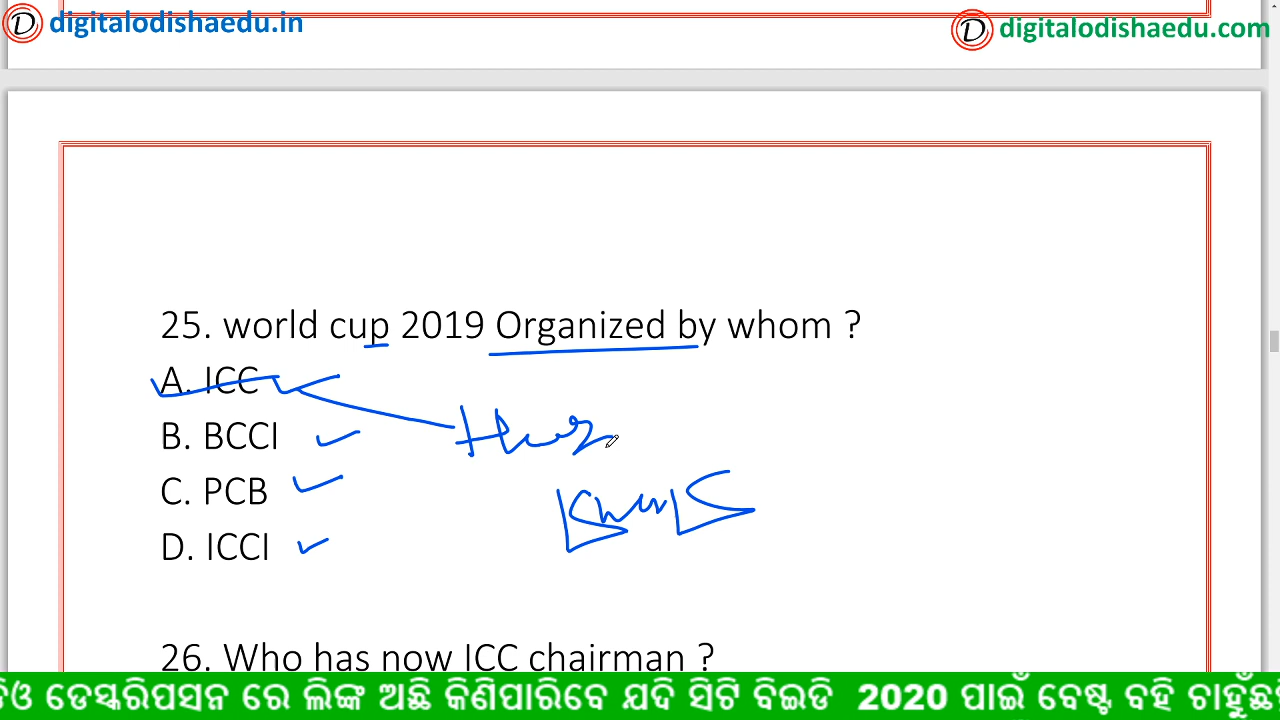 digitalodishaedu.in
digitalodishaedu.com
25. world cup 2019 Organized by whom ?
A. ICC
B. BCCI
C. PCB
D. ICCI
26. Who has now ICC chairman ?
ଡିଓ ଡେସ୍କରିପସନ ରେ ଲିଙ୍କ ଅଛି କିଣିପାରିବେ ଯଦି ସିଟି ବିଇଡି 2020 ପାଇଁ ବେଷ୍ଟ ବହି ଚାହୁଁଛ